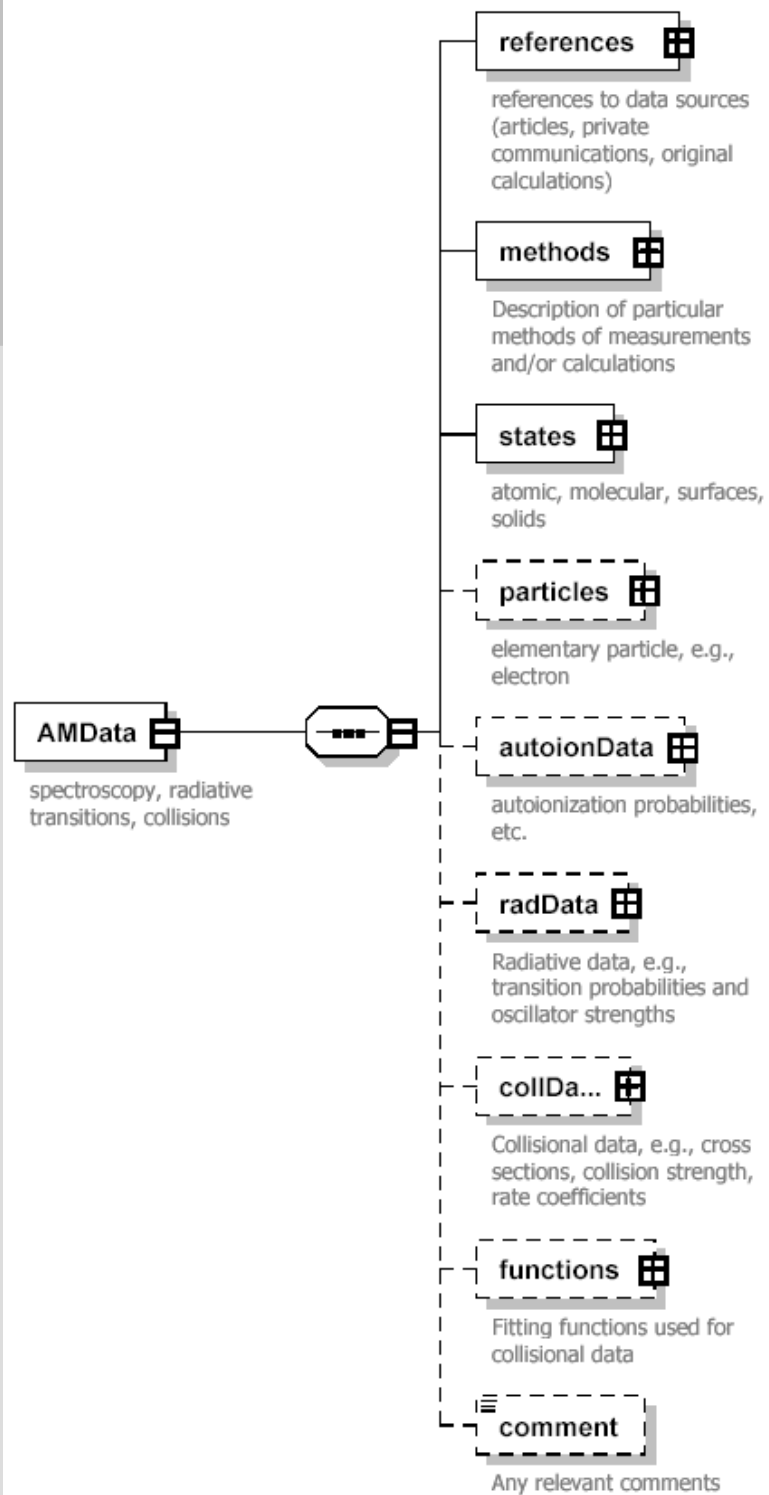 references
references to data sources
(articles, private
communications, original
calculations)
methods
Description of particular
methods of measurements
and/or calculations
states
atomic, molecular, surfaces,
solids
particles
elementary particle, e.g.,
electron
AMData
spectroscopy, radiative
transitions, collisions
autoionData
autoionization probabilities,
etc.
radData
Radiative data, e.g.,
transition probabilities and
oscillator strengths
collDa...
Collisional data, e.g., cross
sections, collision strength,
rate coefficients
functions
Fitting functions used for
collisional data
comment
Any relevant comments